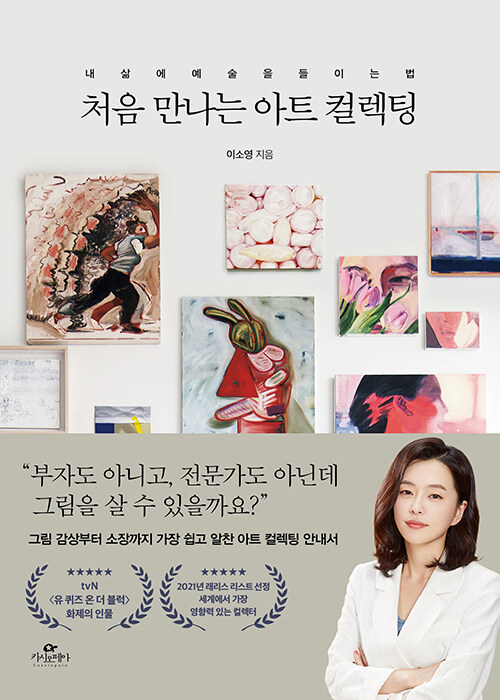 내 삶에 예술을 들이는 법
처음 만나는 아트 컬렉팅
이소영 지음
“부자도 아니고, 전문가도 아닌데
그림을 살 수 있을까요?”
그림 감상부터 소장까지 가장 쉽고 알찬 아트 컬렉팅 안내서
★★★★★
tvN
〈유 퀴즈 온 더 블럭〉
화제의 인물
★★★★★
2021년 래리스 리스트 선정
세계에서 가장
영향력 있는 컬렉터
카시오페아
Cassiopeia